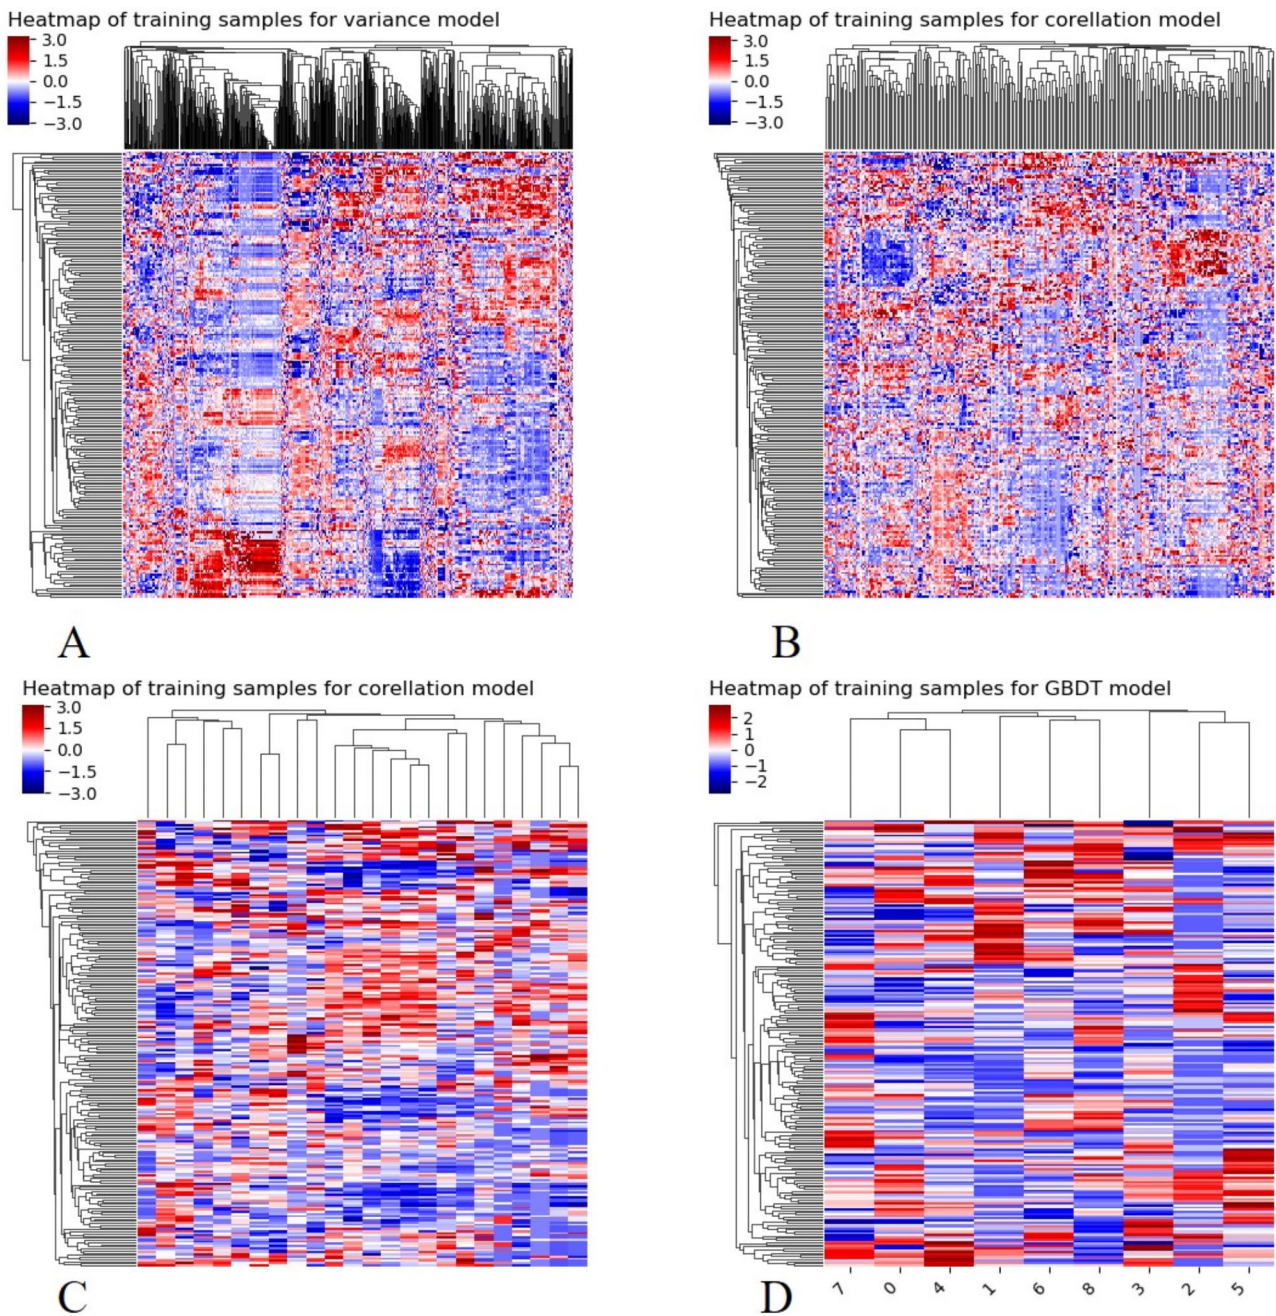 Heatmap of training samples for variance model
3.0
1.5
0.0
−1.5
−3.0
A
Heatmap of training samples for corellation model
3.0
1.5
0.0
−1.5
−3.0
B
Heatmap of training samples for corellation model
3.0
1.5
0.0
−1.5
−3.0
C
Heatmap of training samples for GBDT model
2
1
0
−1
−2
7 0 4 1 6 8 3 2 5
D